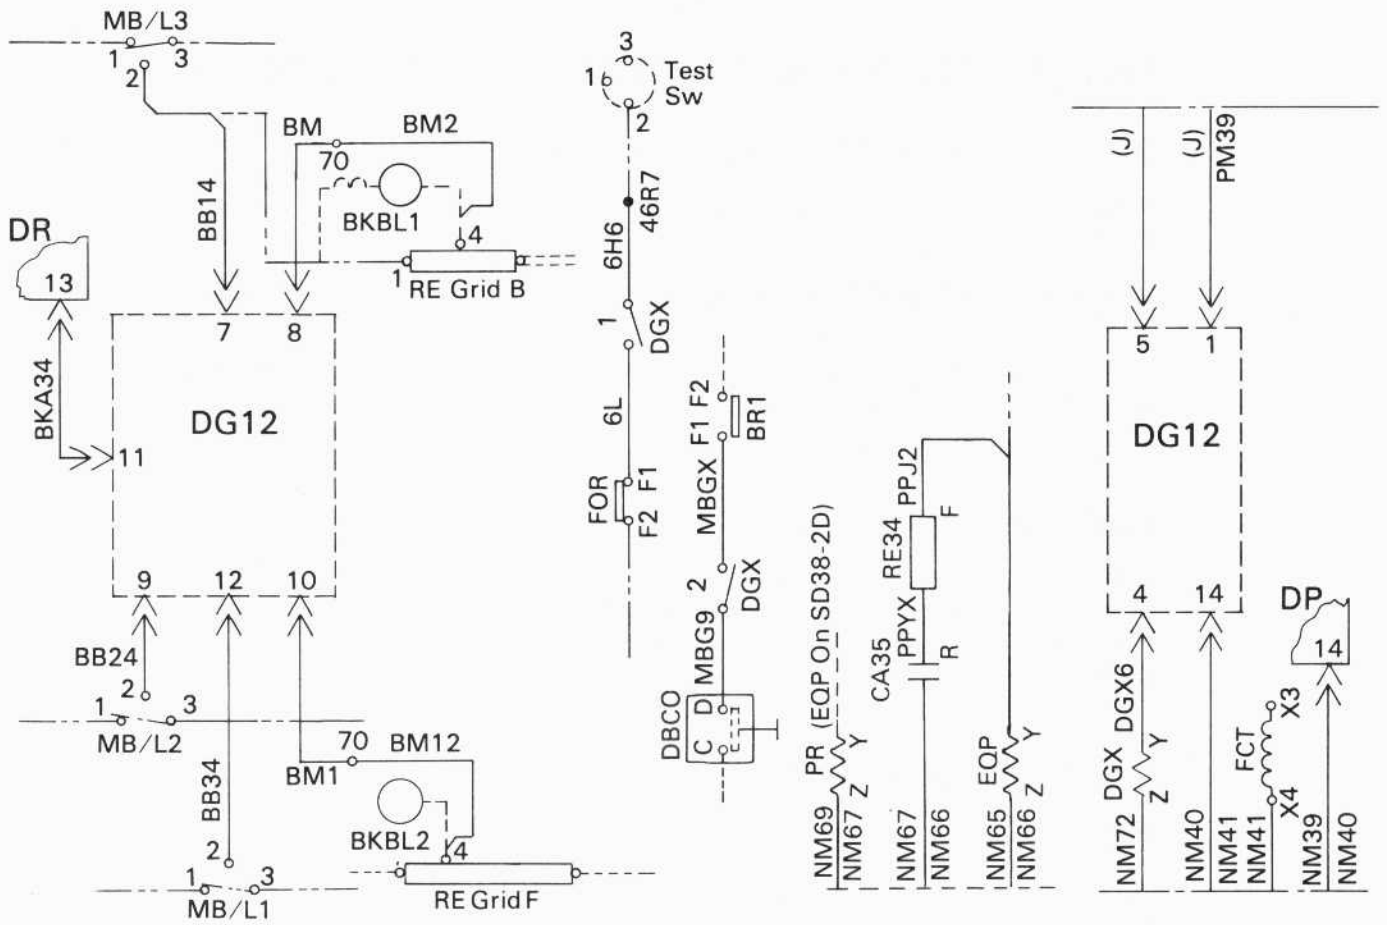 MB/L3
1 3
2
BB14
DR
13
BKA34
BM BM2
70
BKBL1
4
1
RE Grid B
7 8
DG12
11
9 12 10
BB24
2
1 3
MB/L2
BB34
2
1 3
MB/L1
70 BM12
BM1
BKBL2
4
RE Grid F
3
1 Test
Sw
2
46R7
6H6
1 DGX
6L
FOR F1
F2
F1 F2
BR1
MBGX
2 DGX
MBG9
DBCO
D
C
(EQP On SD38-2D)
PR
Y
Z
NM69
NM67
PPJ2
F
RE34
PPYX
R
CA35
NM67
NM66
EQP
Y
Z
NM65
NM66
(J) (J)
PM39
5 1
DG12
4 14
DGX6
DGX
Y
Z
NM72
NM40
NM41
NM41
FCT
X3
X4
DP
14
NM39
NM40